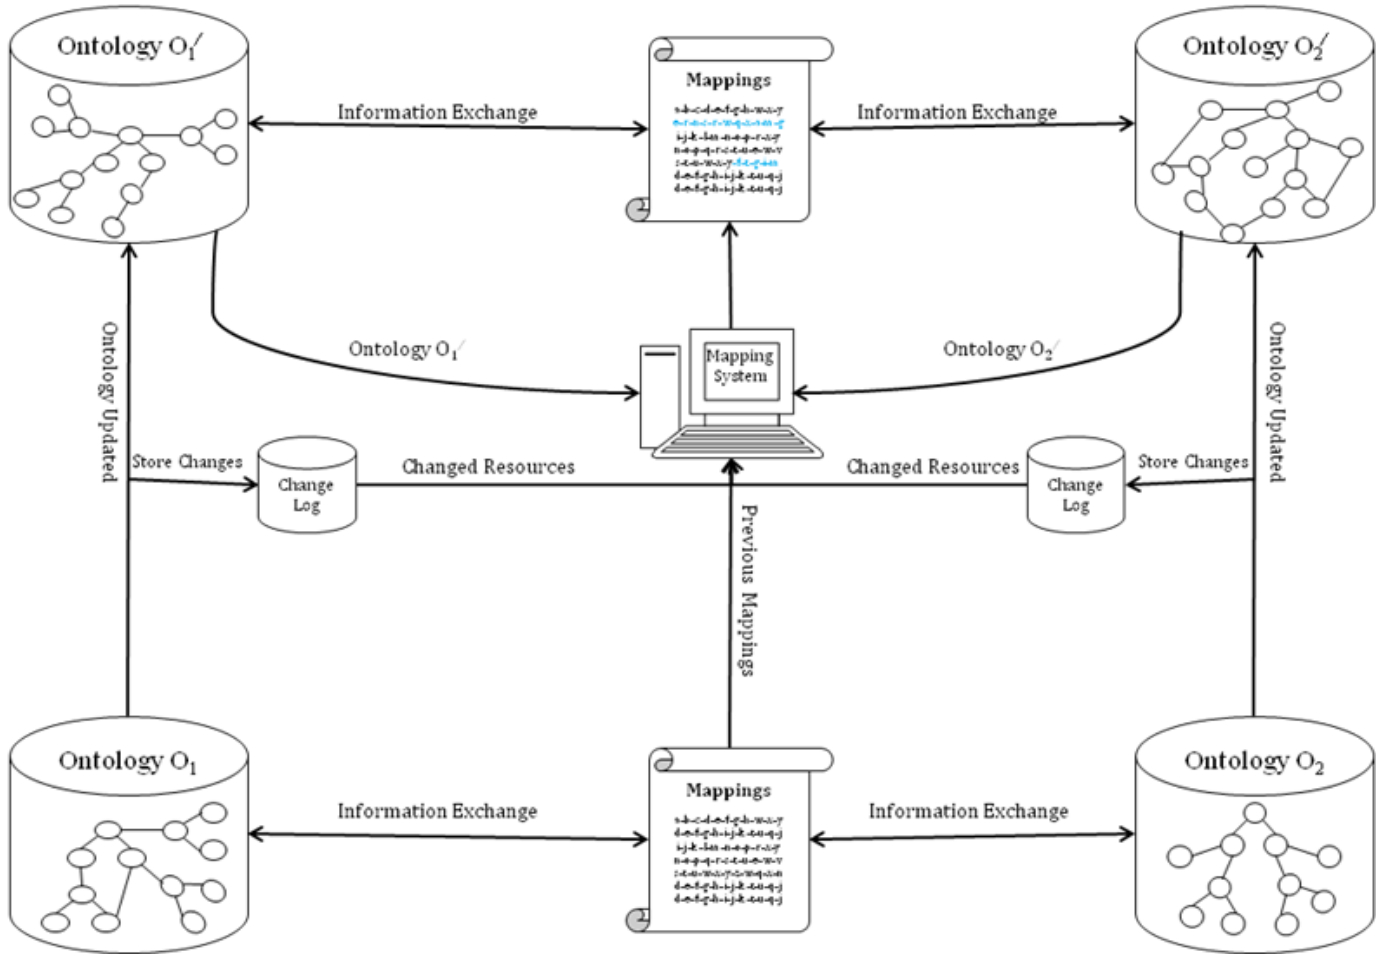 Ontology O₁′
Mappings
Ontology O₂′
Information Exchange
Information Exchange
Ontology O₁′
Mapping
System
Ontology O₂′
Ontology Updated
Ontology Updated
Store Changes
Changed Resources
Changed Resources
Store Changes
Change
Log
Change
Log
Previous Mappings
Ontology O₁
Mappings
Ontology O₂
Information Exchange
Information Exchange